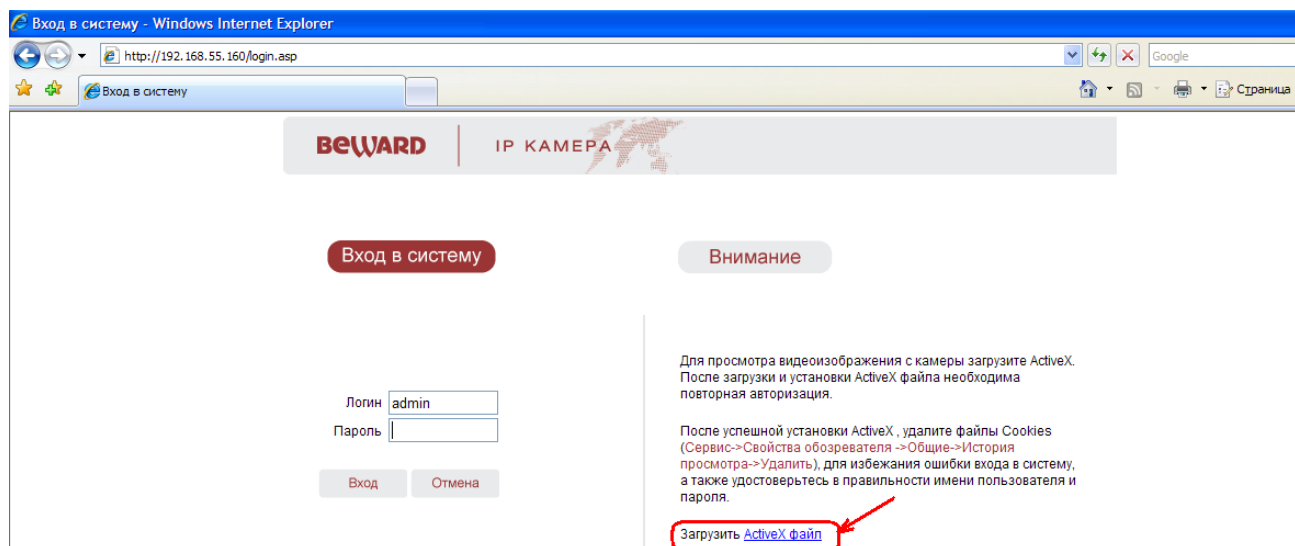 Вход в систему - Windows Internet Explorer
http://192.168.55.160/login.asp
Google
Вход в систему
Страница
BEWARD
IP КАМЕРА
Вход в систему
Внимание
Для просмотра видеоизображения с камеры загрузите ActiveX.
После загрузки и установки ActiveX файла необходима
повторная авторизация.
Логин admin
Пароль
После успешной установки ActiveX , удалите файлы Cookies
(Сервис->Свойства обозревателя ->Общие->История
просмотра->Удалить), для избежания ошибки входа в систему,
а также удостоверьтесь в правильности имени пользователя и
пароля.
Вход
Отмена
Загрузить ActiveX файл